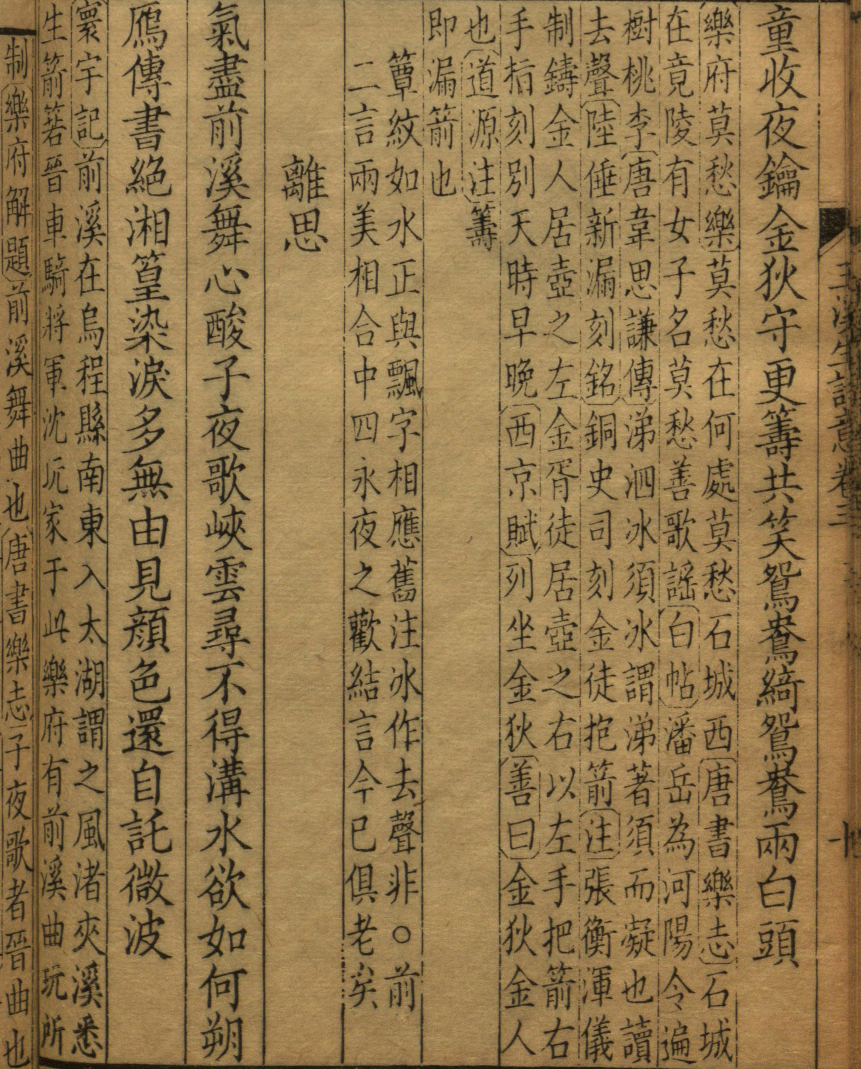 玉溪生詩意卷三
十
童收夜鑰金狄守更籌共笑鴛鴦綺鴛鴦兩白頭
樂府莫愁樂莫愁在何處莫愁石城西唐書樂志石城
在竟陵有女子名莫愁善歌謡白帖潘岳為河陽令遍
樹桃李唐韋思謙傳涕泗冰須冰謂涕著須而凝也讀
去聲陸倕新漏刻銘銅史司刻金徒抱箭注張衡渾儀
制鑄金人居壺之左金胥徒居壺之右以左手把箭右
手指刻別天時早晚西京賦列坐金狄善曰金狄金人
也道源注籌
即漏箭也
簟紋如水正與飄字相應舊注冰作去聲非○前
二言兩美相合中四永夜之歡結言今已俱老矣
離思
氣盡前溪舞心酸子夜歌峽雲尋不得溝水欲如何朔
鴈傳書絕湘篁染淚多無由見顔色還自託微波
寰宇記前溪在烏程縣南東入太湖謂之風渚夾溪悉
生箭箬晉車騎將軍沈玩家于此樂府有前溪曲玩所
制樂府解題前溪舞曲也唐書樂志子夜歌者晉曲也